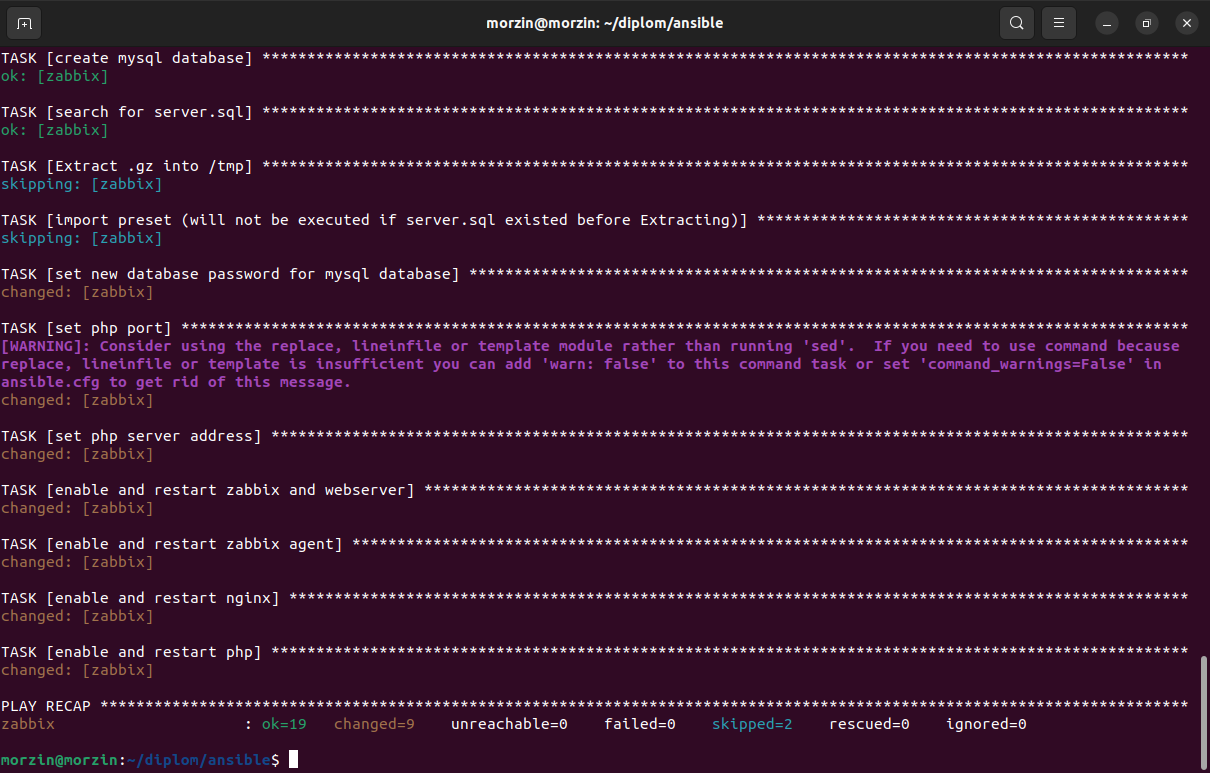 morzin@morzin: ~/diplom/ansible
TASK [create mysql database] *******************************************************************************************************
ok: [zabbix]
TASK [search for server.sql] *******************************************************************************************************
ok: [zabbix]
TASK [Extract .gz into /tmp] *******************************************************************************************************
skipping: [zabbix]
TASK [import preset (will not be executed if server.sql existed before Extracting)] ************************************************
skipping: [zabbix]
TASK [set new database password for mysql database] ********************************************************************************
changed: [zabbix]
TASK [set php port] ****************************************************************************************************************
[WARNING]: Consider using the replace, lineinfile or template module rather than running 'sed'.  If you need to use command because
replace, lineinfile or template is insufficient you can add 'warn: false' to this command task or set 'command_warnings=False' in
ansible.cfg to get rid of this message.
changed: [zabbix]
TASK [set php server address] ******************************************************************************************************
changed: [zabbix]
TASK [enable and restart zabbix and webserver] *************************************************************************************
changed: [zabbix]
TASK [enable and restart zabbix agent] *********************************************************************************************
changed: [zabbix]
TASK [enable and restart nginx] ****************************************************************************************************
changed: [zabbix]
TASK [enable and restart php] ******************************************************************************************************
changed: [zabbix]
PLAY RECAP *************************************************************************************************************************
zabbix                     : ok=19   changed=9    unreachable=0    failed=0    skipped=2    rescued=0    ignored=0
morzin@morzin:~/diplom/ansible$